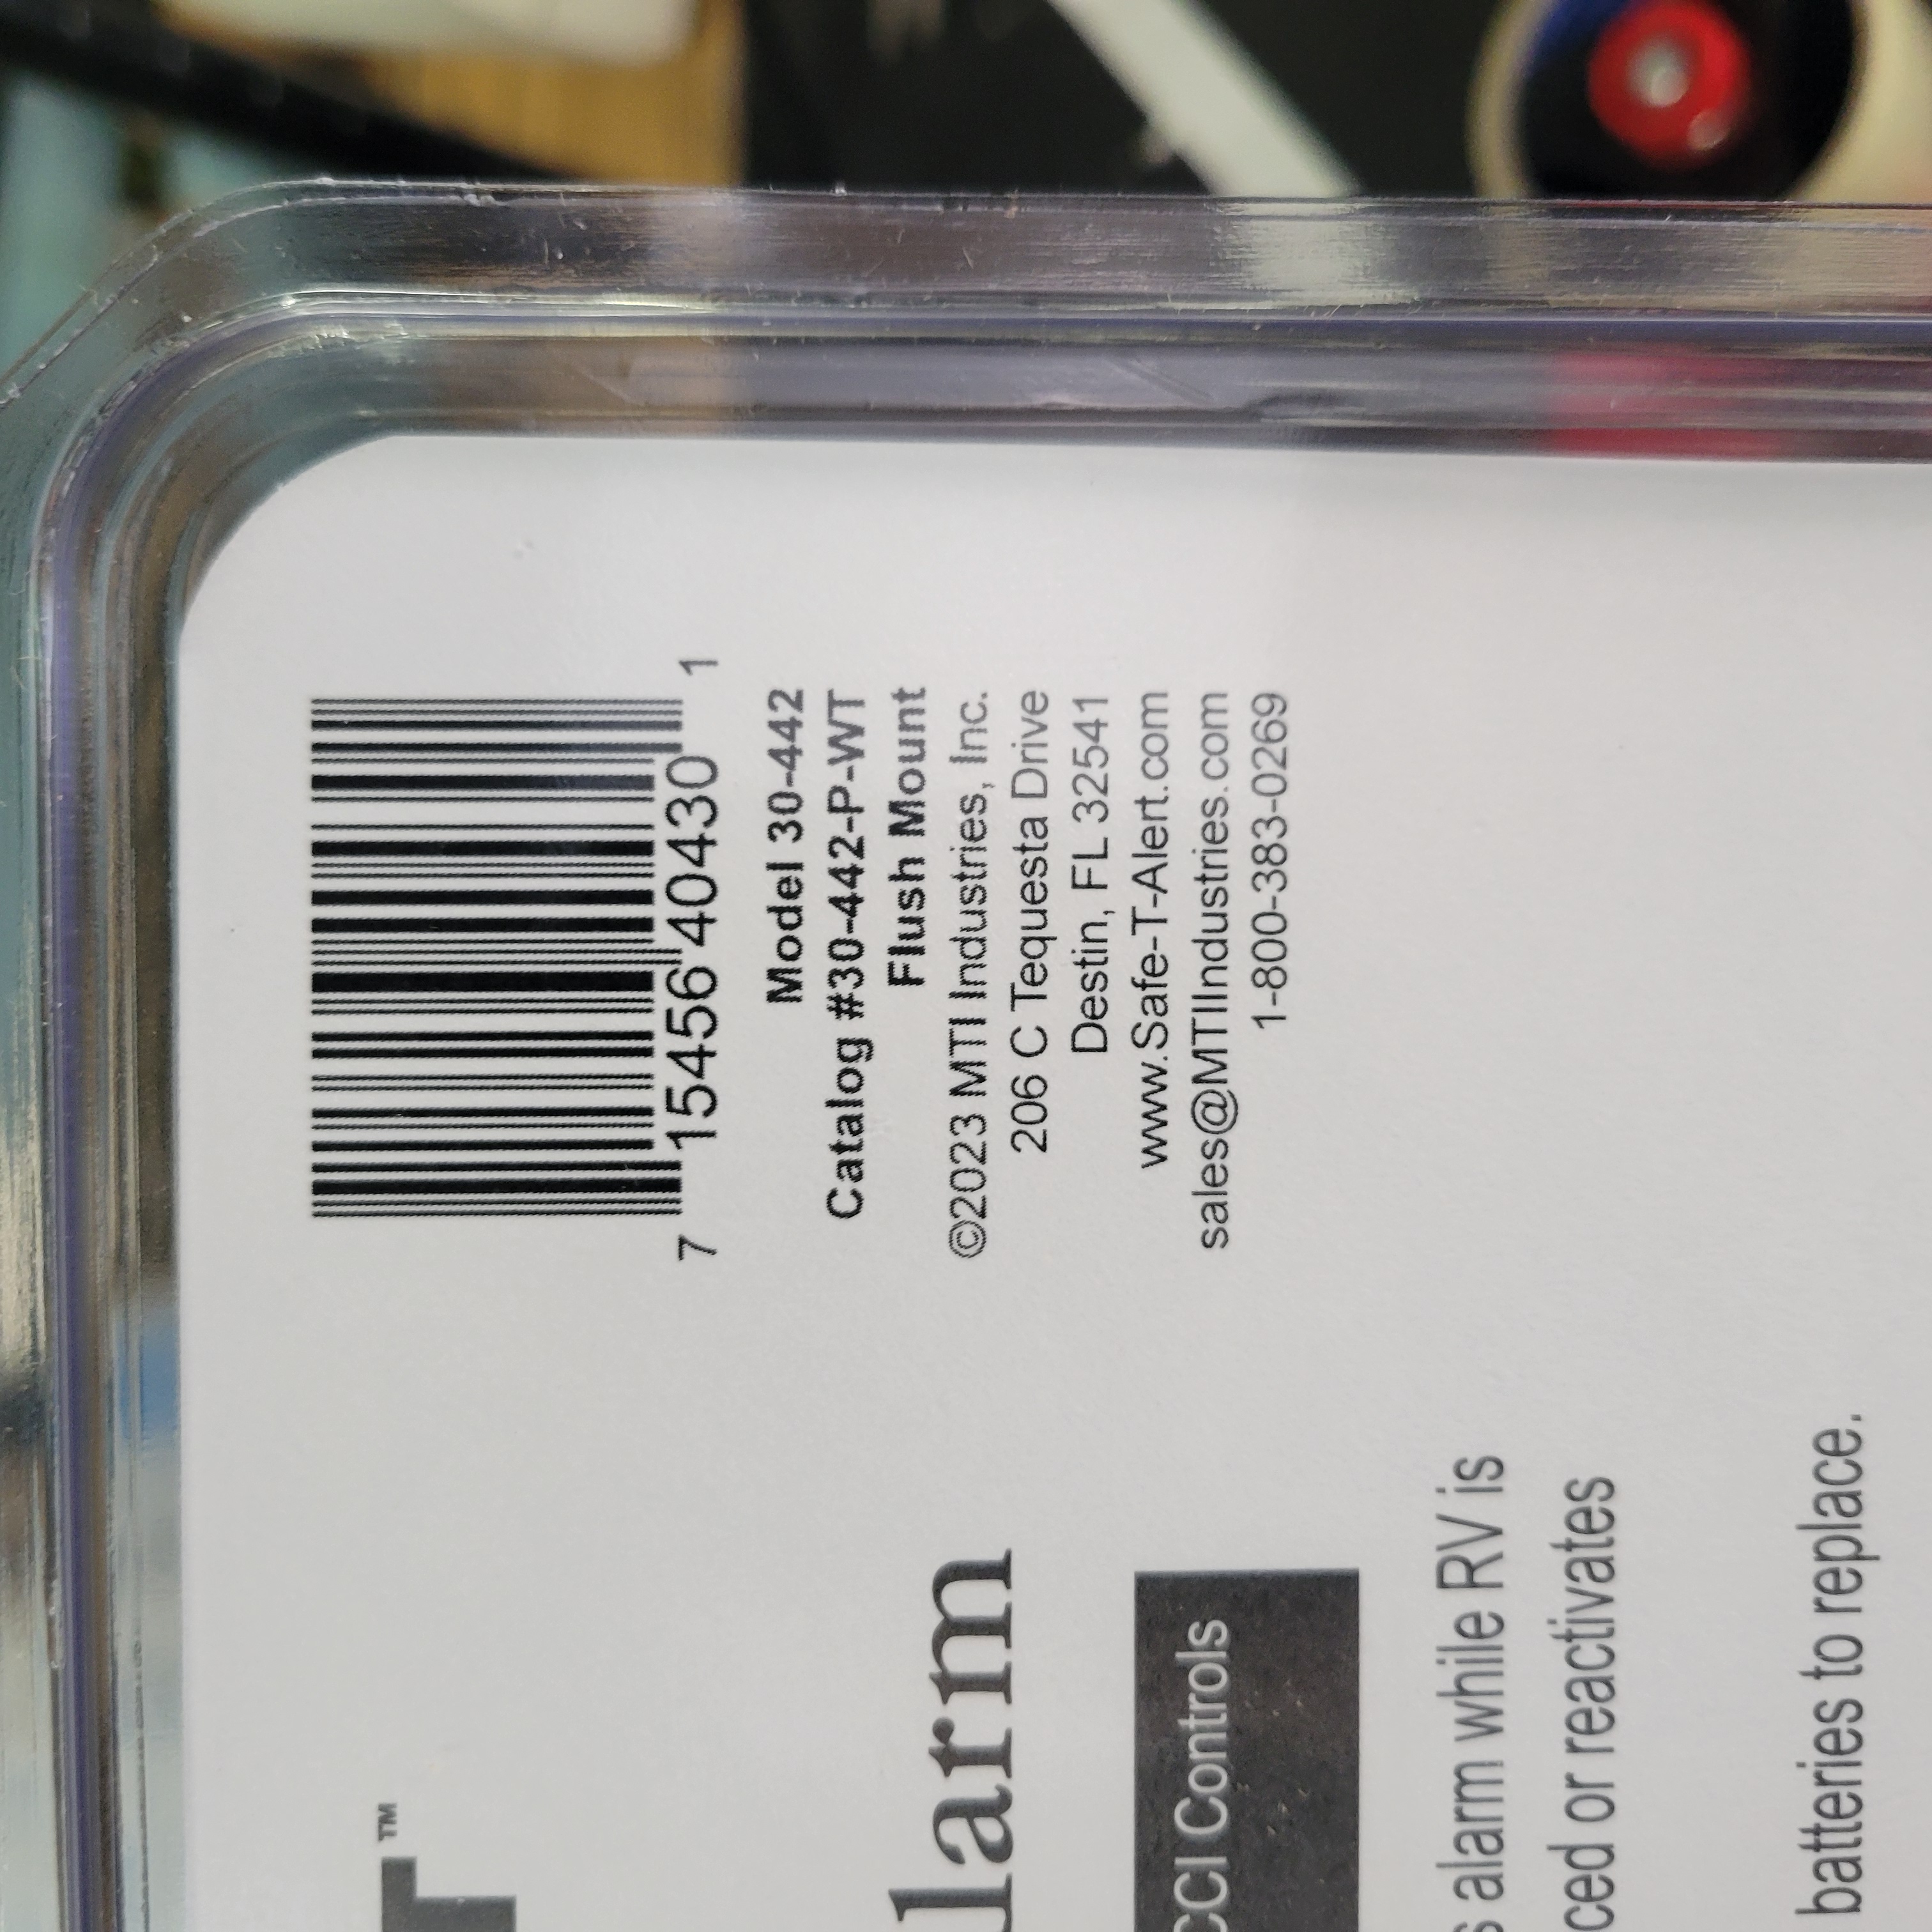 7 15456 40430 1
Model 30-442
Catalog #30-442-P-WT
Flush Mount
©2023 MTI Industries, Inc.
206 C Tequesta Drive
Destin, FL 32541
www.Safe-T-Alert.com
sales@MTIIndustries.com
1-800-383-0269
™
larm
CCI Controls
s alarm while RV is
ced or reactivates
batteries to replace.